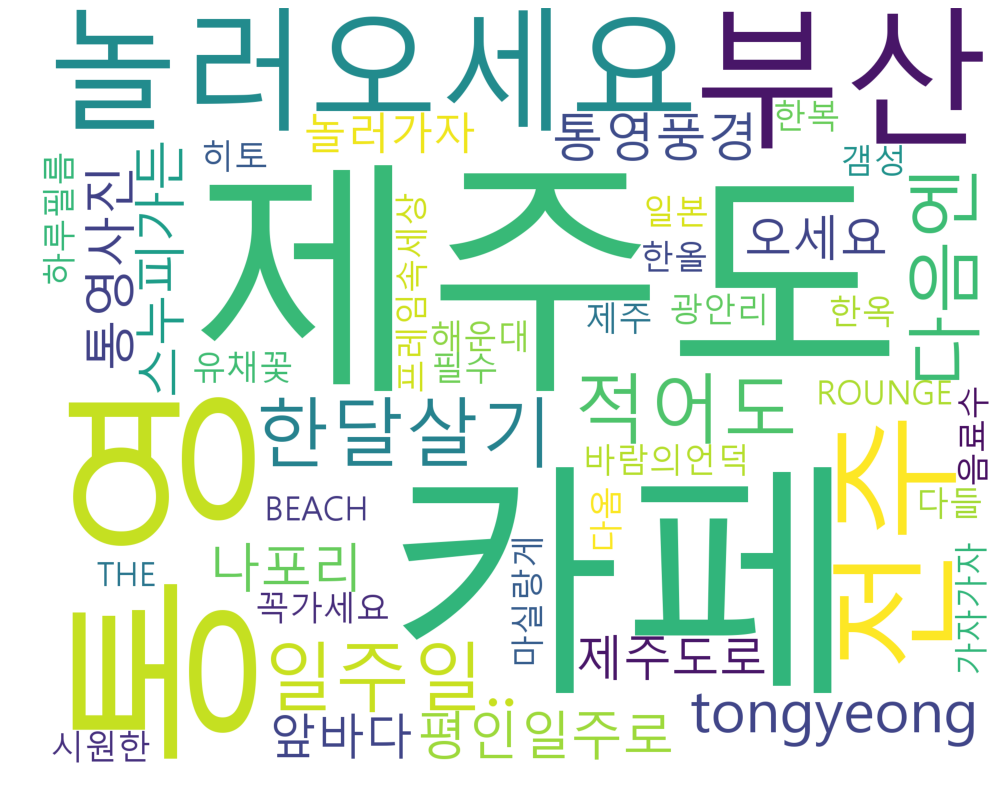 놀러오세요
부산
놀러가자
통영풍경
한복
히토
갬성
하루필름
통영사진
스누피가든
제주도
프레임속세상
일본
한올
오세요
다음엔
제주
광안리
한옥
해운대
필수
유채꽃
통영
한달살기
적어도
ROUNGE
음료수
전주
바람의언덕
카페
BEACH
다음
다들
THE
나포리
마실랑게
가자가자
꼭가세요
일주일..
제주도로
tongyeong
앞바다
평인일주로
시원한